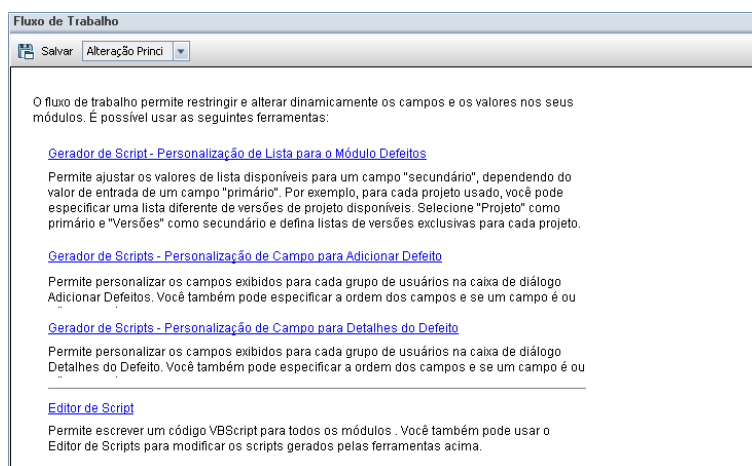 Fluxo de Trabalho
Salvar Alteração Princi
O fluxo de trabalho permite restringir e alterar dinamicamente os campos e os valores nos seus
módulos. É possível usar as seguintes ferramentas:
Gerador de Script - Personalização de Lista para o Módulo Defeitos
Permite ajustar os valores de lista disponíveis para um campo "secundário", dependendo do
valor de entrada de um campo "primário". Por exemplo, para cada projeto usado, você pode
especificar uma lista diferente de versões de projeto disponíveis. Selecione "Projeto" como
primário e "Versões" como secundário e defina listas de versões exclusivas para cada projeto.
Gerador de Scripts - Personalização de Campo para Adicionar Defeito
Permite personalizar os campos exibidos para cada grupo de usuários na caixa de diálogo
Adicionar Defeitos. Você também pode especificar a ordem dos campos e se um campo é ou
Gerador de Scripts - Personalização de Campo para Detalhes do Defeito
Permite personalizar os campos exibidos para cada grupo de usuários na caixa de diálogo
Detalhes do Defeito. Você também pode especificar a ordem dos campos e se um campo é ou
Editor de Script
Permite escrever um código VBScript para todos os módulos . Você também pode usar o
Editor de Scripts para modificar os scripts gerados pelas ferramentas acima.